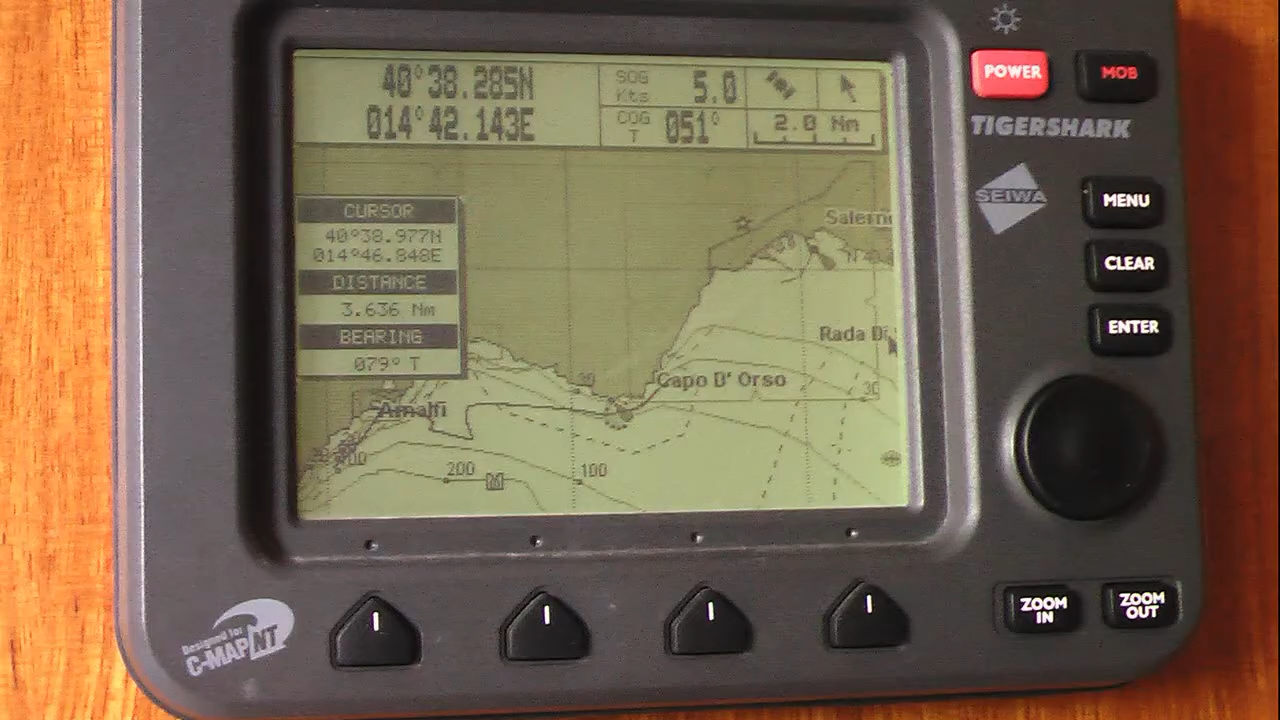 40°38.285N
014°42.143E
SOG
Kts
5.0
COG
T
051°
2.0 Nm
POWER
MOB
TIGERSHARK
SEIWA
MENU
CLEAR
ENTER
CURSOR
40°38.977N
014°46.848E
DISTANCE
3.636 Nm
BEARING
079° T
Salerno
Rada Di
Capo D' Orso
30
Amalfi
200
100
ZOOM
IN
ZOOM
OUT
Designed for
C-MAP NT